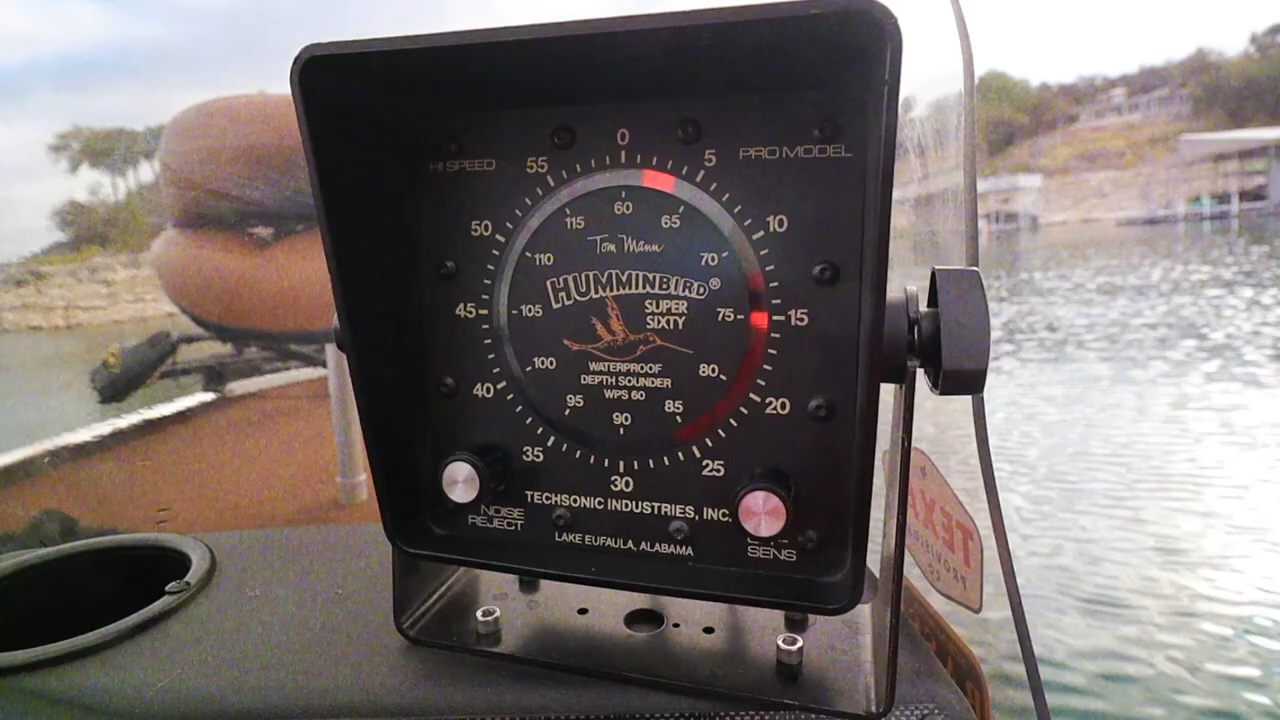 0
HI SPEED 55 5 PRO MODEL
60
115 65
50 10
Tom Mann
110 70
HUMMINBIRD®
SUPER
SIXTY
45 105 75 15
WATERPROOF
DEPTH SOUNDER
WPS 60
100 80
40 20
95 85
90
35 25
30
TECHSONIC INDUSTRIES, INC.
NOISE
REJECT
LAKE EUFAULA, ALABAMA
SENS
TEXAS
PROVISION
CO